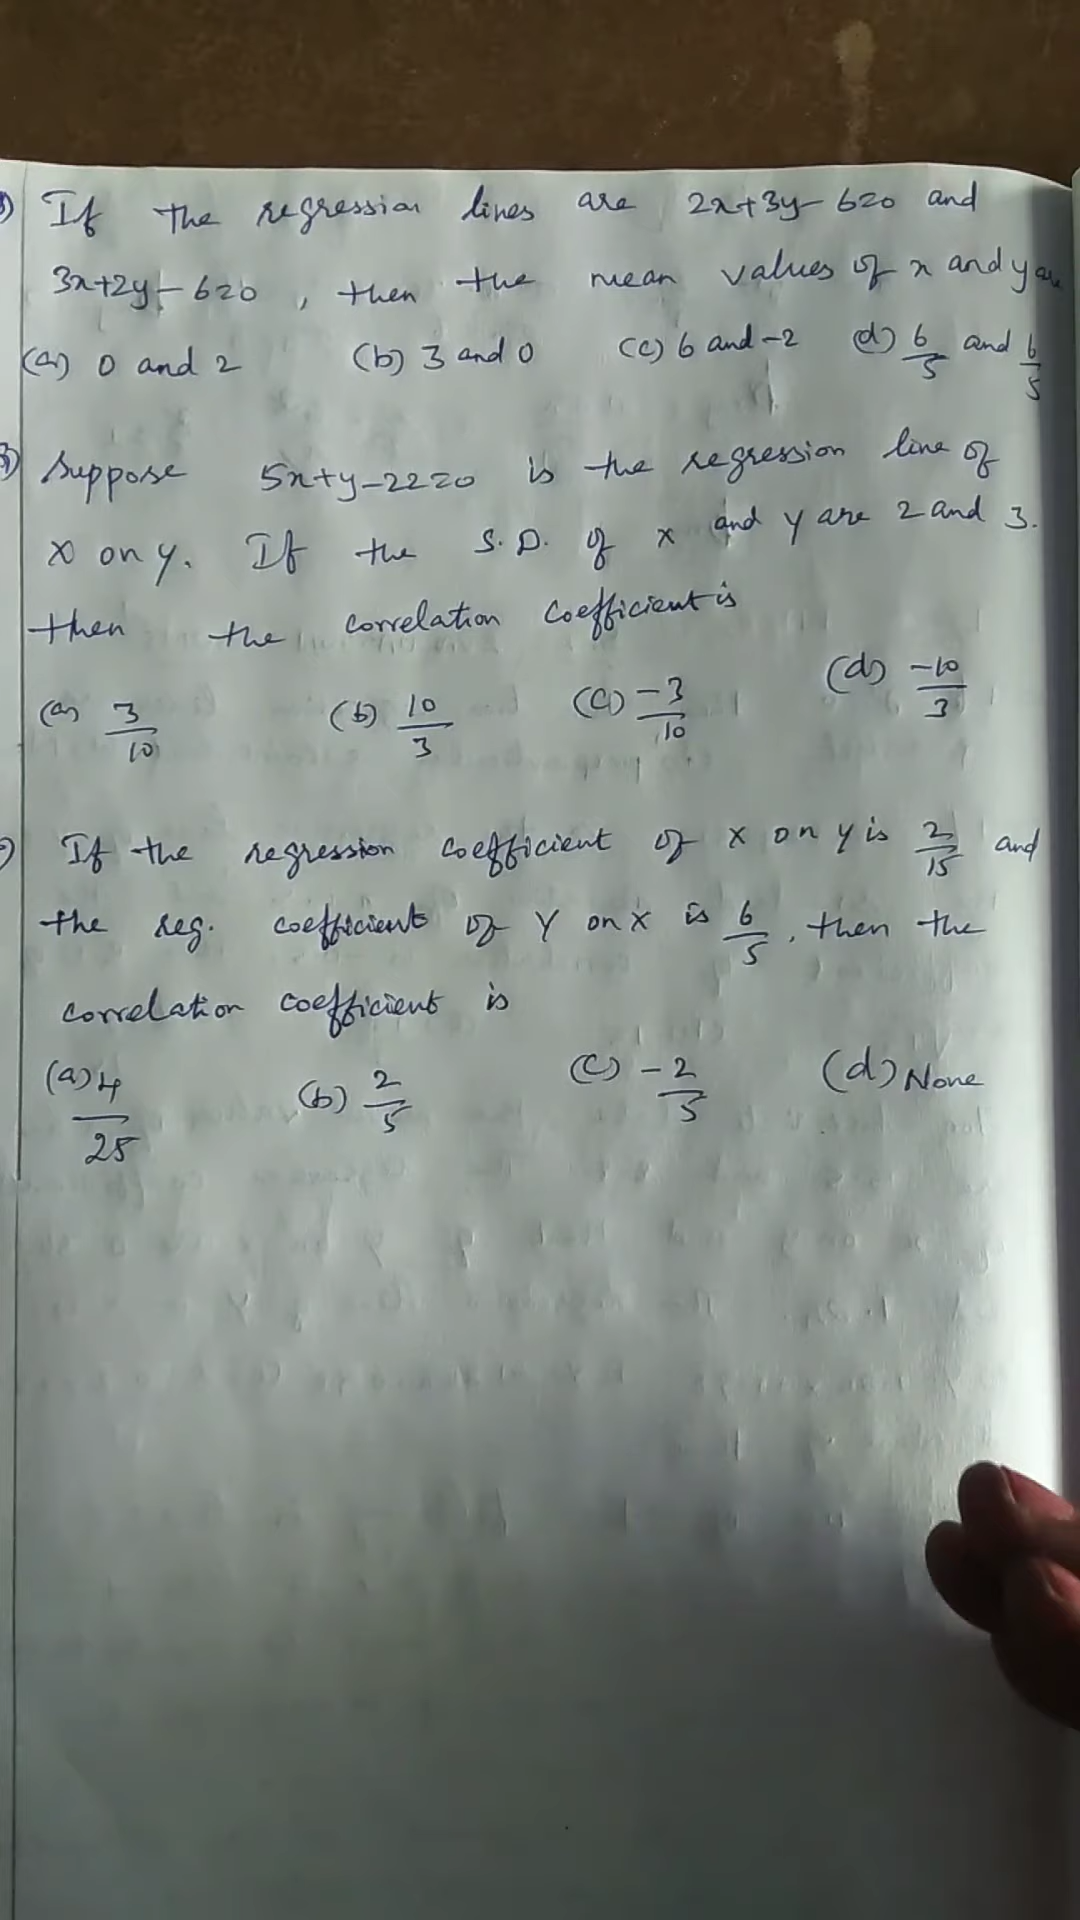 If the regression lines are 2x+3y-6=0 and
3x+2y-6=0, then the mean values of x and y are
(a) 0 and 2 (b) 3 and 0 (c) 6 and -2 (d) 6/5 and 6/5
Suppose 5x+y-22=0 is the regression line of
x on y. If the S.D. of x and y are 2 and 3.
then the correlation coefficient is
(a) 3/10 (b) 10/3 (c) -3/10 (d) -10/3
If the regression coefficient of x on y is 2/15 and
the reg. coefficient of Y on X is 6/5, then the
correlation coefficient is
(a) 4/25 (b) 2/5 (c) -2/5 (d) None